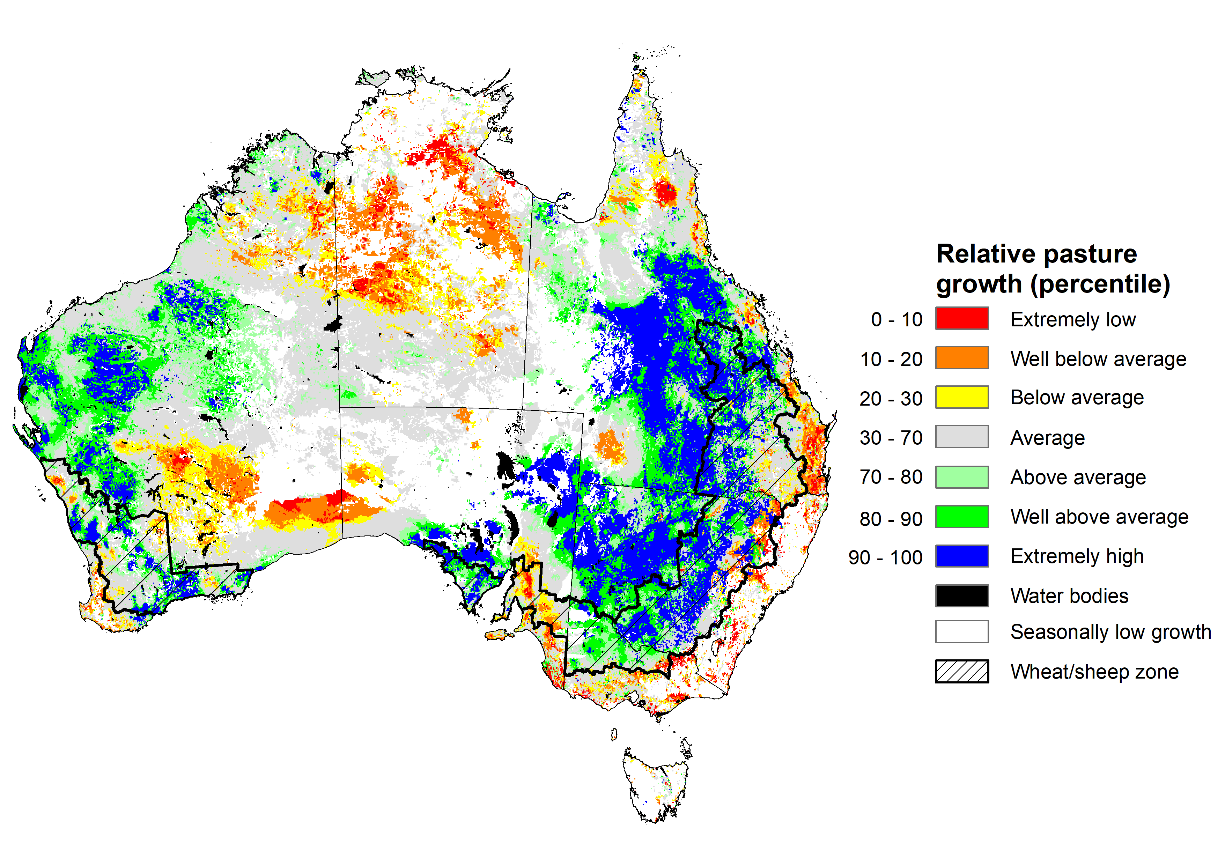 Relative pasture
growth (percentile)
0 - 10 Extremely low
10 - 20 Well below average
20 - 30 Below average
30 - 70 Average
70 - 80 Above average
80 - 90 Well above average
90 - 100 Extremely high
Water bodies
Seasonally low growth
Wheat/sheep zone